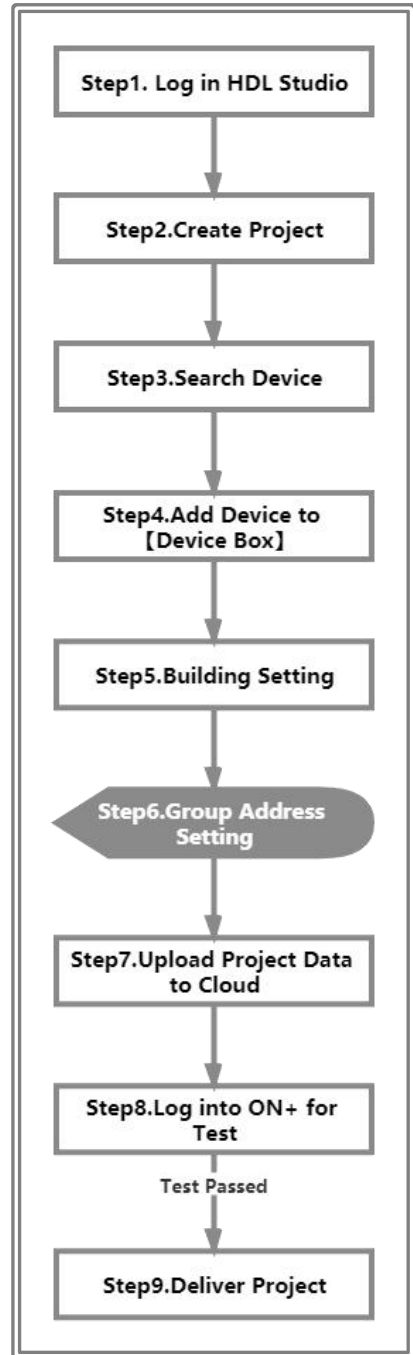 Step1. Log in HDL Studio
Step2.Create Project
Step3.Search Device
Step4.Add Device to
【Device Box】
Step5.Building Setting
Step6.Group Address
Setting
Step7.Upload Project Data
to Cloud
Step8.Log into ON+ for
Test
Test Passed
Step9.Deliver Project